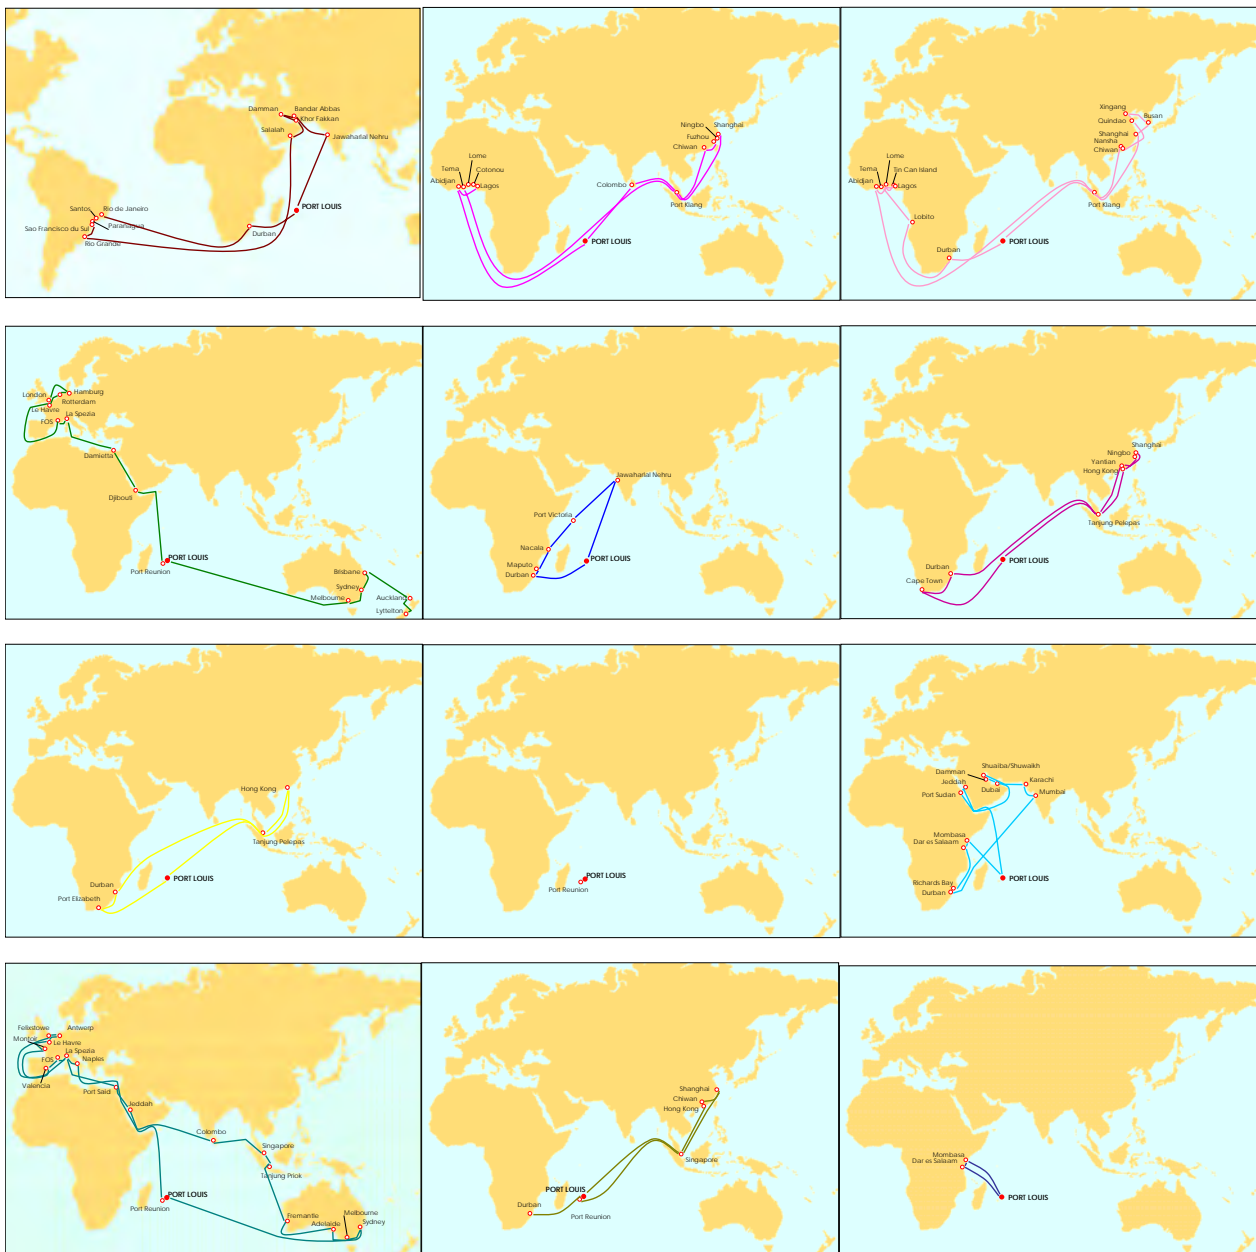 Damman
Bandar Abbas
Khor Fakkan
Salalah
Jawaharlal Nehru
Santos
Rio de Janeiro
PORT LOUIS
Paranagua
Sao Francisco du Sul
Durban
Rio Grande
Ningbo
Shanghai
Fuzhou
Chiwan
Lome
Tema
Cotonou
Abidjan
Lagos
Colombo
Port Klang
PORT LOUIS
Xingang
Quindao
Busan
Shanghai
Nansha
Chiwan
Lome
Tema
Tin Can Island
Abidjan
Lagos
Port Klang
Lobito
Durban
PORT LOUIS
London
Hamburg
Rotterdam
Le Havre
La Spezia
FOS
Damietta
Djibouti
PORT LOUIS
Port Reunion
Brisbane
Sydney
Melbourne
Auckland
Lyttelton
Jawaharlal Nehru
Port Victoria
Nacala
Maputo
Durban
PORT LOUIS
Shanghai
Ningbo
Yantian
Hong Kong
Tanjung Pelepas
Durban
Cape Town
PORT LOUIS
Hong Kong
Tanjung Pelepas
Durban
Port Elizabeth
PORT LOUIS
PORT LOUIS
Port Reunion
Shuaiba/Shuwaikh
Damman
Jeddah
Dubai
Karachi
Port Sudan
Mumbai
Mombasa
Dar es Salaam
Richards Bay
Durban
PORT LOUIS
Felixstowe
Antwerp
Montoir
Le Havre
La Spezia
FOS
Naples
Valencia
Port Said
Jeddah
Colombo
Singapore
Tanjung Priok
PORT LOUIS
Port Reunion
Fremantle
Adelaide
Melbourne
Sydney
Shanghai
Chiwan
Hong Kong
Singapore
PORT LOUIS
Durban
Port Reunion
Mombasa
Dar es Salaam
PORT LOUIS